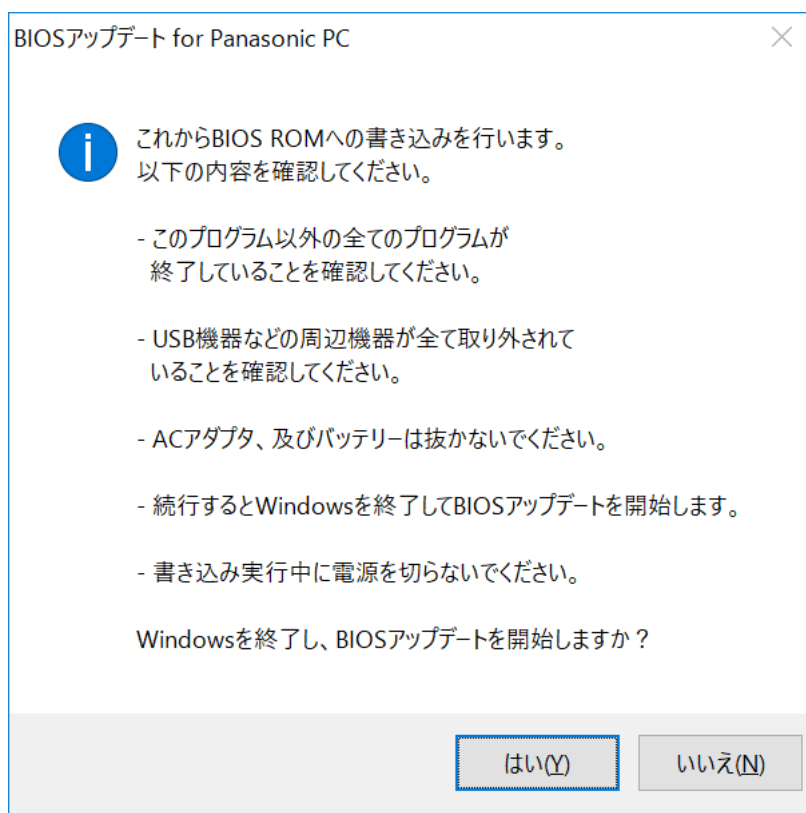 BIOSアップデート for Panasonic PC
これからBIOS ROMへの書き込みを行います。
以下の内容を確認してください。
- このプログラム以外の全てのプログラムが
終了していることを確認してください。
- USB機器などの周辺機器が全て取り外されて
いることを確認してください。
- ACアダプタ、及びバッテリーは抜かないでください。
- 続行するとWindowsを終了してBIOSアップデートを開始します。
- 書き込み実行中に電源を切らないでください。
Windowsを終了し、BIOSアップデートを開始しますか？
はい(Y)
いいえ(N)